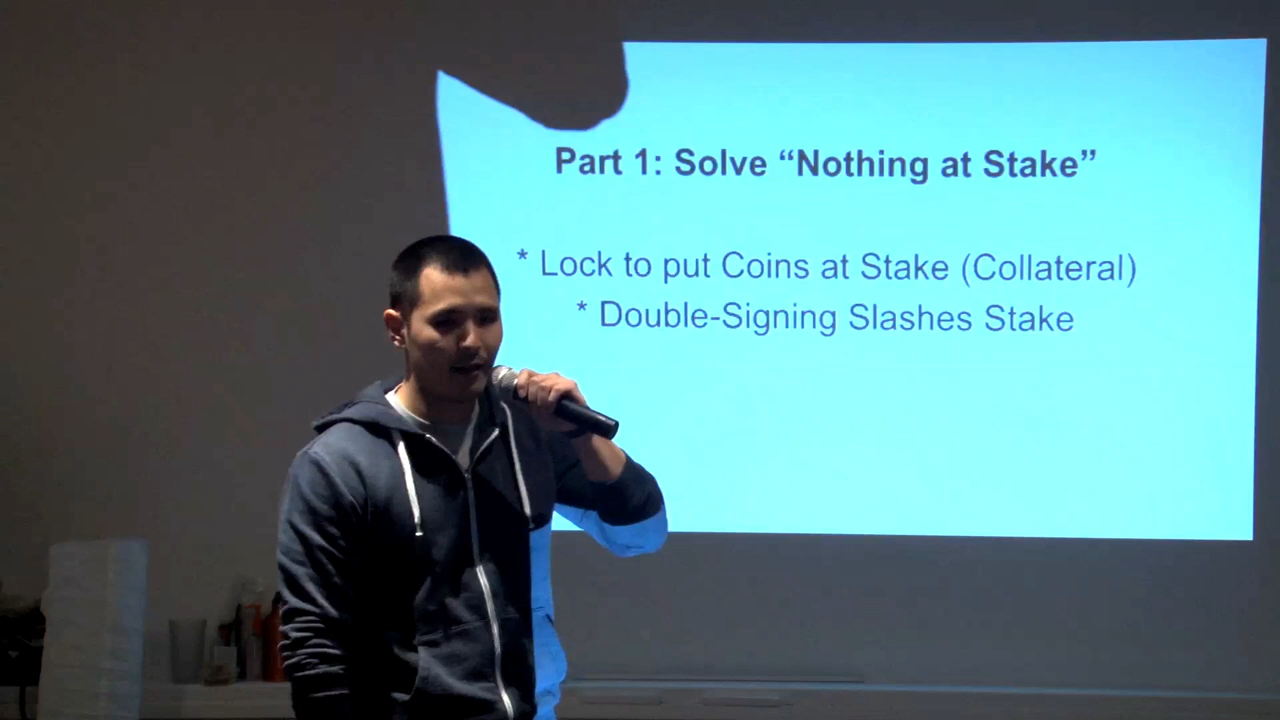 Part 1: Solve “Nothing at Stake”
* Lock to put Coins at Stake (Collateral)
* Double-Signing Slashes Stake